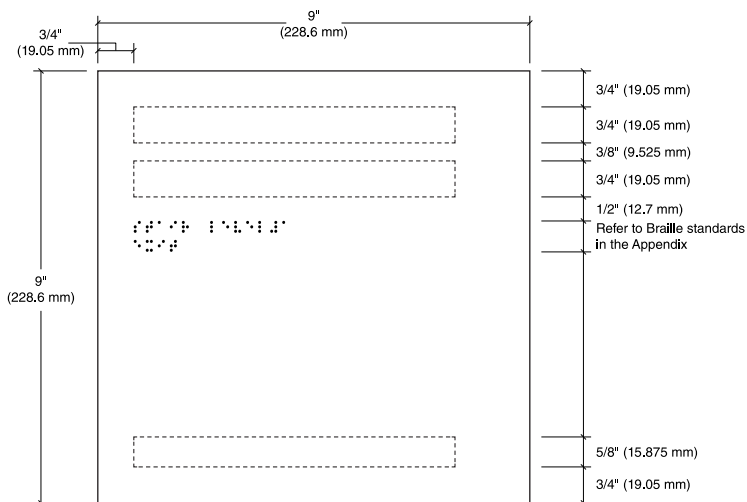 9"
(228.6 mm)
3/4"
(19.05 mm)
3/4" (19.05 mm)
3/4" (19.05 mm)
3/8" (9.525 mm)
3/4" (19.05 mm)
1/2" (12.7 mm)
Refer to Braille standards
in the Appendix
⠎⠞⠁⠊⠗ ⠇⠑⠧⠑⠇ ⠼⠁
⠑⠭⠊⠞
9"
(228.6 mm)
5/8" (15.875 mm)
3/4" (19.05 mm)